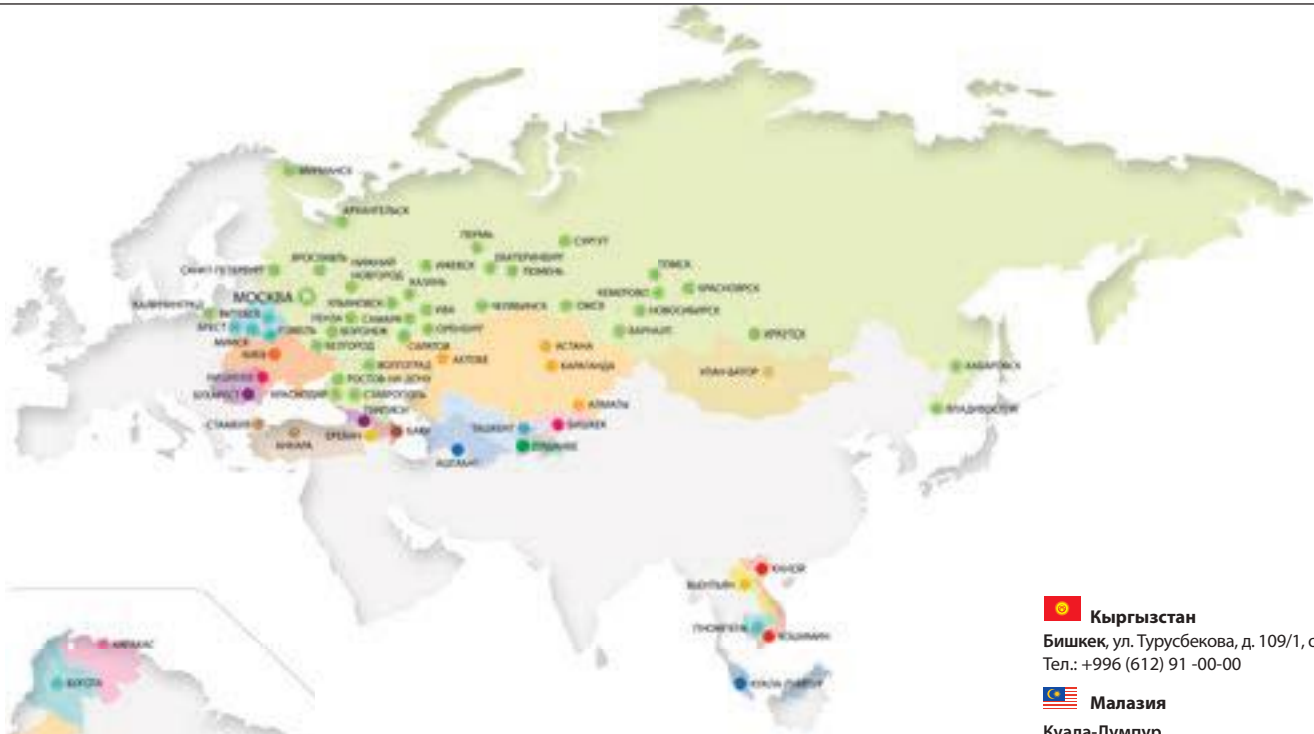 МУРМАНСК
АРХАНГЕЛЬСК
ПЕРМЬ
СУРГУТ
САНКТ-ПЕТЕРБУРГ
ЯРОСЛАВЛЬ
НИЖНИЙ
НОВГОРОД
ИЖЕВСК
ЕКАТЕРИНБУРГ
ТЮМЕНЬ
ТОМСК
КАЗАНЬ
КЕМЕРОВО
КРАСНОЯРСК
МОСКВА
КАЛИНИНГРАД
УЛЬЯНОВСК
УФА
ЧЕЛЯБИНСК
ОМСК
НОВОСИБИРСК
ВИТЕБСК
ПЕНЗА
САМАРА
БРЕСТ
ГОМЕЛЬ
ВОРОНЕЖ
ОРЕНБУРГ
БАРНАУЛ
ИРКУТСК
МИНСК
БЕЛГОРОД
САРАТОВ
АСТАНА
КИЕВ
ВОЛГОГРАД
АКТОБЕ
КАРАГАНДА
УЛАН-БАТОР
ХАБАРОВСК
КИШИНЕВ
РОСТОВ-НА-ДОНУ
БУХАРЕСТ
КРАСНОДАР
СТАВРОПОЛЬ
АЛМАТЫ
ВЛАДИВОСТОК
ТБИЛИСИ
СТАМБУЛ
АНКАРА
ЕРЕВАН
БАКУ
ТАШКЕНТ
БИШКЕК
ДУШАНБЕ
АШГАБАТ
ХАНОЙ
ВЬЕНТЬЯН
ПНОМПЕНЬ
ХОШИМИН
КУАЛА-ЛУМПУР
КАРАКАС
БОГОТА
Кыргызстан
Бишкек, ул. Турусбекова, д. 109/1, о
Тел.: +996 (612) 91 -00-00
Малазия
Куала-Лумпур